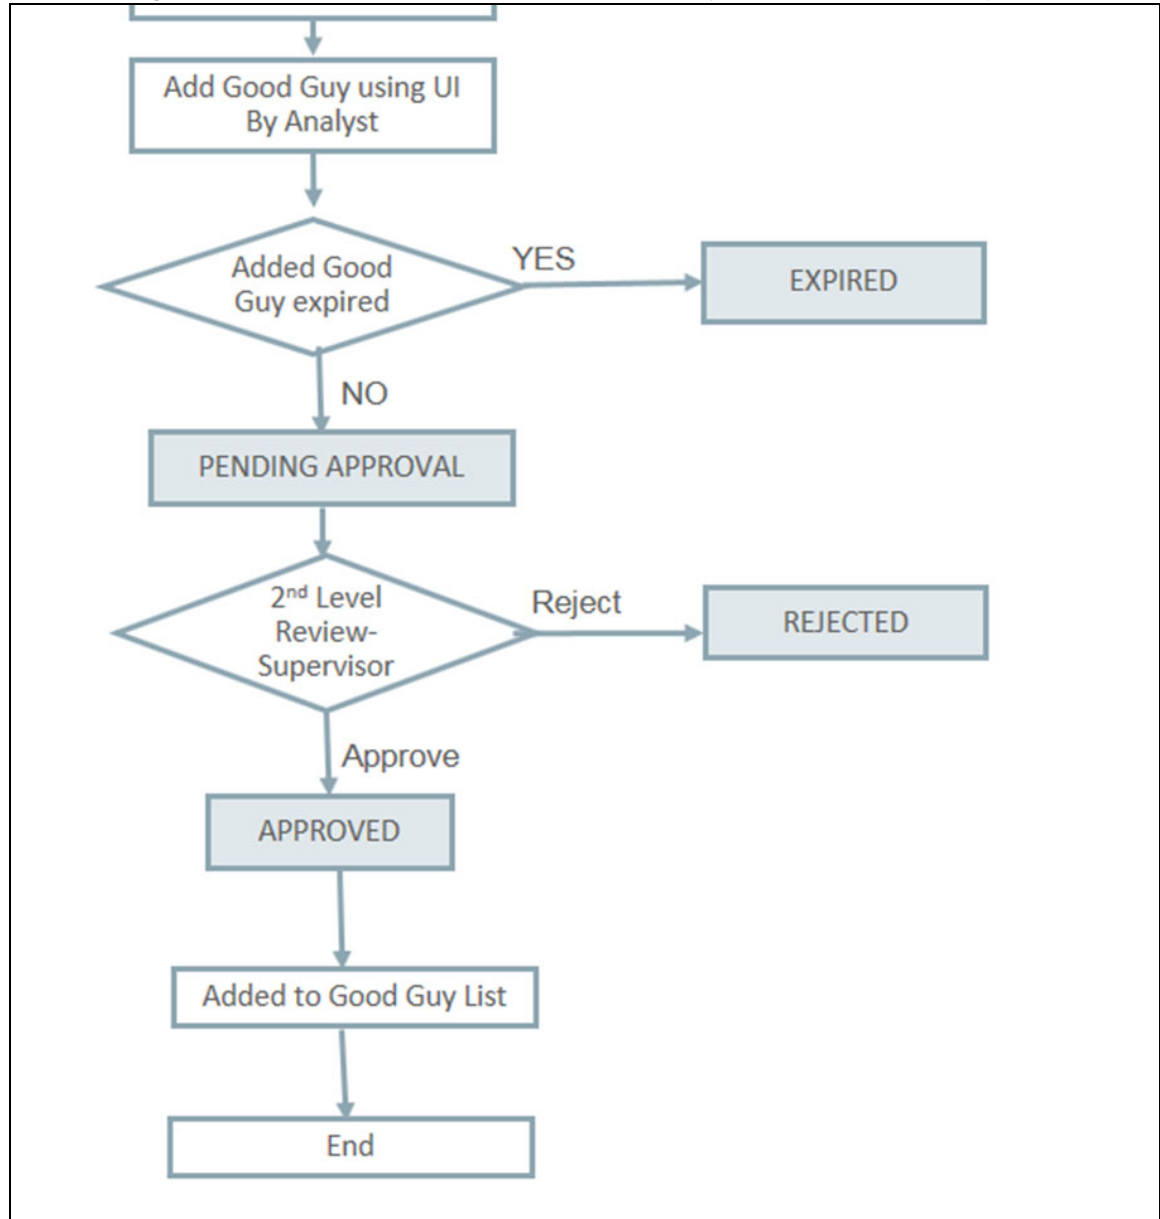 Add Good Guy using UI
By Analyst
Added Good
Guy expired
YES
EXPIRED
NO
PENDING APPROVAL
2nd Level
Review-
Supervisor
Reject
REJECTED
Approve
APPROVED
Added to Good Guy List
End